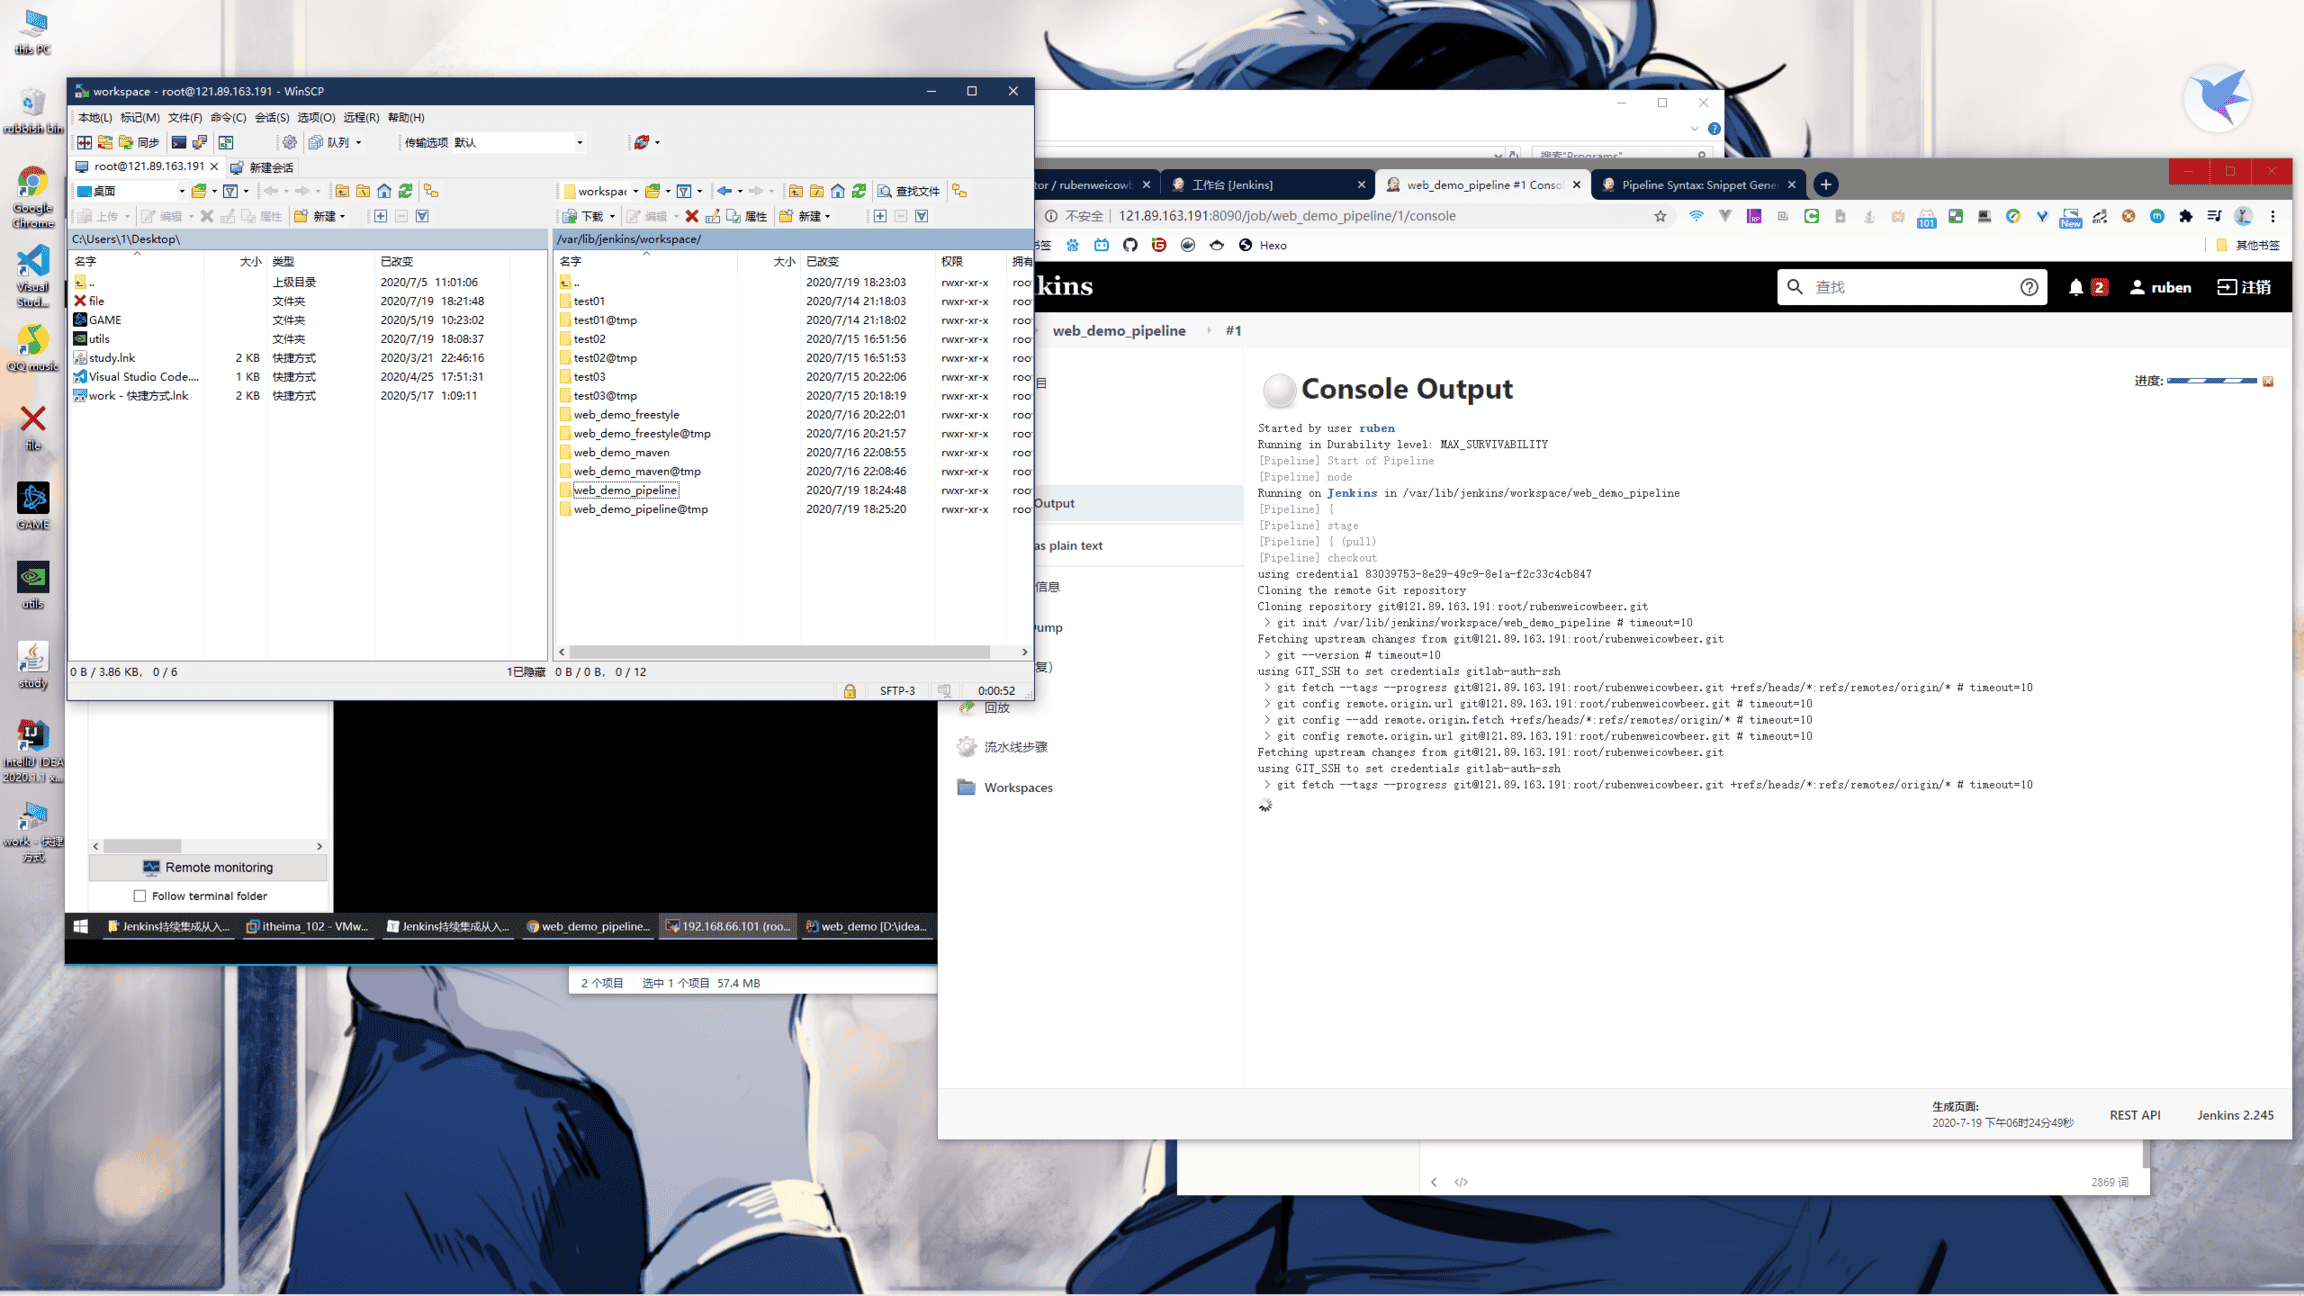 this PC
rubbish bin
Google
Chrome
Visual
Stud...
QQ music
file
GAME
utils
study
IntelliJ IDEA
2020.1.1 x...
work - 快捷
方式
workspace - root@121.89.163.191 - WinSCP
本地(L) 标记(M) 文件(F) 命令(C) 会话(S) 选项(O) 远程(R) 帮助(H)
同步 队列 传输选项 默认
root@121.89.163.191 新建会话
桌面
上传 编辑 属性 新建
C:\Users\1\Desktop\
名字 大小 类型 已改变
.. 上级目录 2020/7/5 11:01:06
file 文件夹 2020/7/19 18:21:48
GAME 文件夹 2020/5/19 10:23:02
utils 文件夹 2020/7/19 18:08:37
study.lnk 2 KB 快捷方式 2020/3/21 22:46:16
Visual Studio Code.... 1 KB 快捷方式 2020/4/25 17:51:31
work - 快捷方式.lnk 2 KB 快捷方式 2020/5/17 1:09:11
0 B / 3.86 KB, 0 / 6 1已隐藏
workspac 查找文件
下载 编辑 属性 新建
/var/lib/jenkins/workspace/
名字 大小 已改变 权限 拥有
.. 2020/7/19 18:23:03 rwxr-xr-x roo
test01 2020/7/14 21:18:03 rwxr-xr-x roo
test01@tmp 2020/7/14 21:18:02 rwxr-xr-x roo
test02 2020/7/15 16:51:56 rwxr-xr-x roo
test02@tmp 2020/7/15 16:51:53 rwxr-xr-x roo
test03 2020/7/15 20:22:06 rwxr-xr-x roo
test03@tmp 2020/7/15 20:18:19 rwxr-xr-x roo
web_demo_freestyle 2020/7/16 20:22:01 rwxr-xr-x roo
web_demo_freestyle@tmp 2020/7/16 20:21:57 rwxr-xr-x roo
web_demo_maven 2020/7/16 22:08:55 rwxr-xr-x roo
web_demo_maven@tmp 2020/7/16 22:08:46 rwxr-xr-x roo
web_demo_pipeline 2020/7/19 18:24:48 rwxr-xr-x roo
web_demo_pipeline@tmp 2020/7/19 18:25:20 rwxr-xr-x roo
0 B / 0 B, 0 / 12
SFTP-3 0:00:52
Remote monitoring
Follow terminal folder
Jenkins持续集成从入... itheima_102 - VMw... Jenkins持续集成从入... web_demo_pipeline... 192.168.66.101 (roo... web_demo [D:\idea...
2 个项目 选中 1 个项目 57.4 MB
搜索"Programs"
tor / rubenweicowb 工作台 [Jenkins] web_demo_pipeline #1 Conso Pipeline Syntax: Snippet Gene
不安全 121.89.163.191:8090/job/web_demo_pipeline/1/console
101 New
书签 Hexo 其他书签
kins 查找 2 ruben 注销
web_demo_pipeline #1
目
Output
as plain text
信息
ump
复)
回放
流水线步骤
Workspaces
Console Output
进度:
Started by user ruben
Running in Durability level: MAX_SURVIVABILITY
[Pipeline] Start of Pipeline
[Pipeline] node
Running on Jenkins in /var/lib/jenkins/workspace/web_demo_pipeline
[Pipeline] {
[Pipeline] stage
[Pipeline] { (pull)
[Pipeline] checkout
using credential 83039753-8e29-49c9-8e1a-f2c33c4cb847
Cloning the remote Git repository
Cloning repository git@121.89.163.191:root/rubenweicowbeer.git
> git init /var/lib/jenkins/workspace/web_demo_pipeline # timeout=10
Fetching upstream changes from git@121.89.163.191:root/rubenweicowbeer.git
> git --version # timeout=10
using GIT_SSH to set credentials gitlab-auth-ssh
> git fetch --tags --progress git@121.89.163.191:root/rubenweicowbeer.git +refs/heads/*:refs/remotes/origin/* # timeout=10
> git config remote.origin.url git@121.89.163.191:root/rubenweicowbeer.git # timeout=10
> git config --add remote.origin.fetch +refs/heads/*:refs/remotes/origin/* # timeout=10
> git config remote.origin.url git@121.89.163.191:root/rubenweicowbeer.git # timeout=10
Fetching upstream changes from git@121.89.163.191:root/rubenweicowbeer.git
using GIT_SSH to set credentials gitlab-auth-ssh
> git fetch --tags --progress git@121.89.163.191:root/rubenweicowbeer.git +refs/heads/*:refs/remotes/origin/* # timeout=10
生成页面:
2020-7-19 下午06时24分49秒
REST API Jenkins 2.245
2869 词